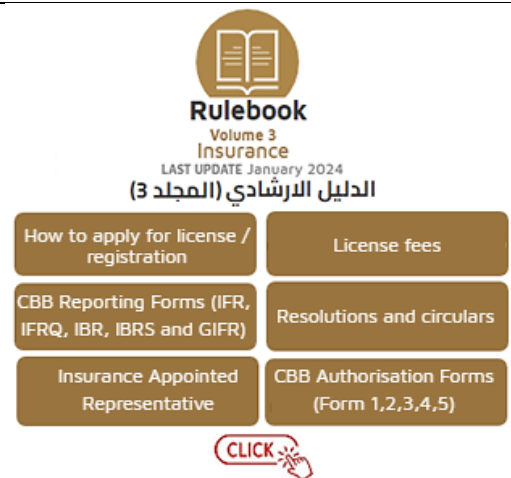 Rulebook
Volume 3
Insurance
LAST UPDATE January 2024
الدليل الارشادي (المجلد 3)
How to apply for license /
registration
License fees
CBB Reporting Forms (IFR,
IFRQ, IBR, IBRS and GIFR)
Resolutions and circulars
Insurance Appointed
Representative
CBB Authorisation Forms
(Form 1,2,3,4,5)
CLICK